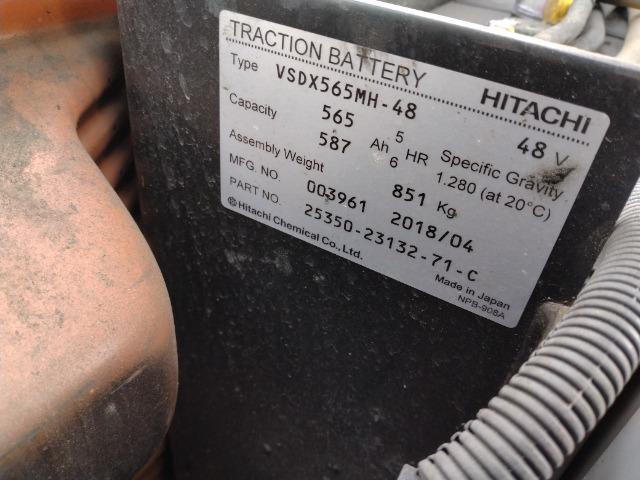 TRACTION BATTERY
HITACHI
Type VSDX565MH-48 48 V
Capacity 565 Ah 5 HR Specific Gravity
587 6 1.280 (at 20°C)
Assembly Weight 851 Kg
MFG. NO. 003961 2018/04
PART NO. 25350-23132-71-C
Hitachi Chemical Co., Ltd. Made in Japan
NPB-908A